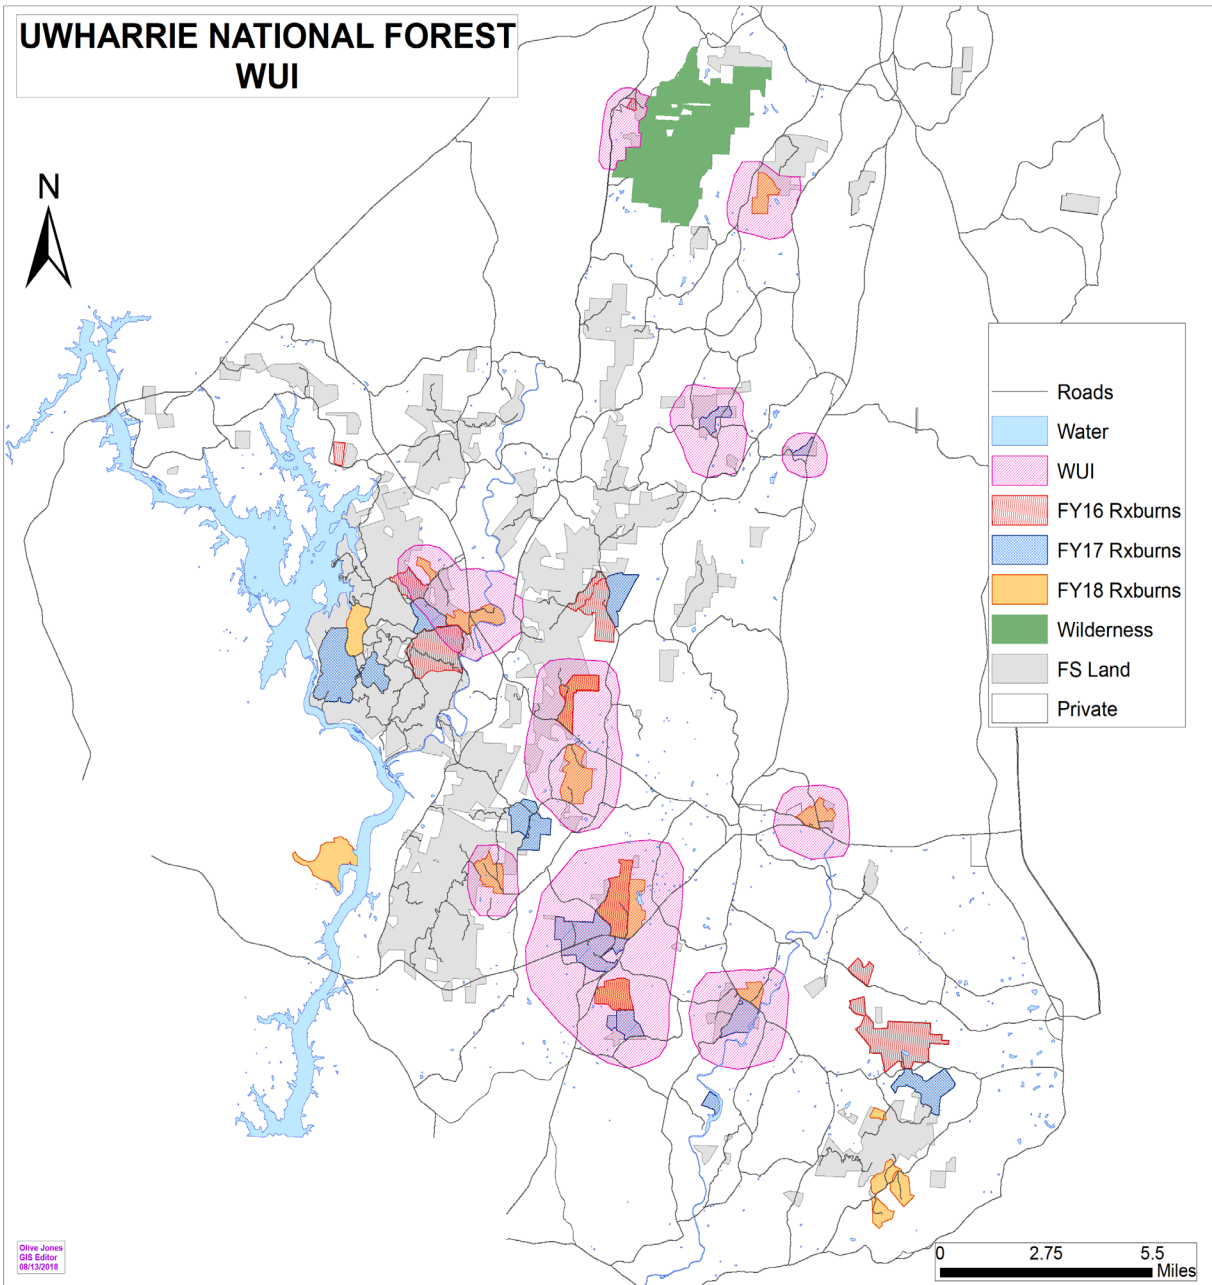 UWHARRIE NATIONAL FOREST
WUI
N
Roads
Water
WUI
FY16 Rxburns
FY17 Rxburns
FY18 Rxburns
Wilderness
FS Land
Private
Olive Jones
GIS Editor
08/13/2018
0 2.75 5.5
Miles